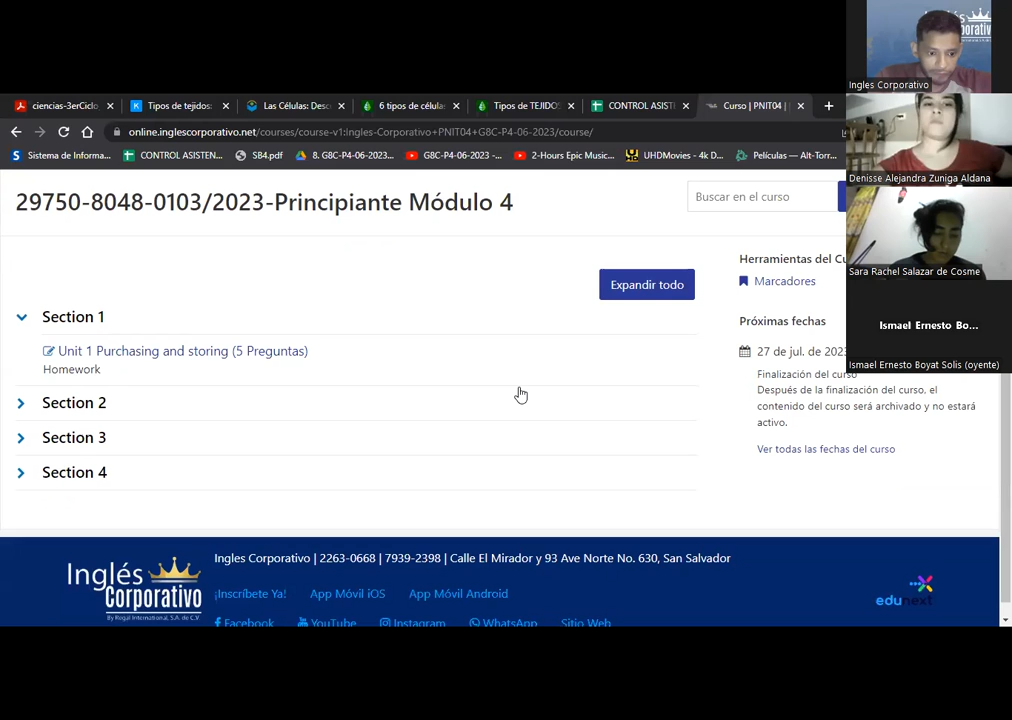 Inglés
Corporativo
Ingles Corporativo
ciencias-3erCiclo
Tipos de tejidos:
Las Células: Desc
6 tipos de célula
Tipos de TEJIDOS
CONTROL ASIST
Curso | PNIT04 |
online.inglescorporativo.net/courses/course-v1:Ingles-Corporativo+PNIT04+G8C-P4-06-2023/course/
Sistema de Informa...
CONTROL ASISTEN...
SB4.pdf
8. G8C-P4-06-2023...
G8C-P4-06-2023 -...
2-Hours Epic Music...
UHDMovies - 4k D...
Películas — Alt-Torr...
Denisse Alejandra Zuniga Aldana
29750-8048-0103/2023-Principiante Módulo 4
Buscar en el curso
Sara Rachel Salazar de Cosme
Herramientas del Cu
Marcadores
Expandir todo
Section 1
Próximas fechas
Ismael Ernesto Bo...
Unit 1 Purchasing and storing (5 Preguntas)
27 de jul. de 2023
Ismael Ernesto Boyat Solis (oyente)
Homework
Finalización del curso
Después de la finalización del curso, el
contenido del curso será archivado y no estará
activo.
Section 2
Section 3
Ver todas las fechas del curso
Section 4
Inglés
Corporativo
By Regal International, S.A. de C.V.
Ingles Corporativo | 2263-0668 | 7939-2398 | Calle El Mirador y 93 Ave Norte No. 630, San Salvador
¡Inscríbete Ya!
App Móvil iOS
App Móvil Android
edunext
Facebook
YouTube
Instagram
WhatsApp
Sitio Web